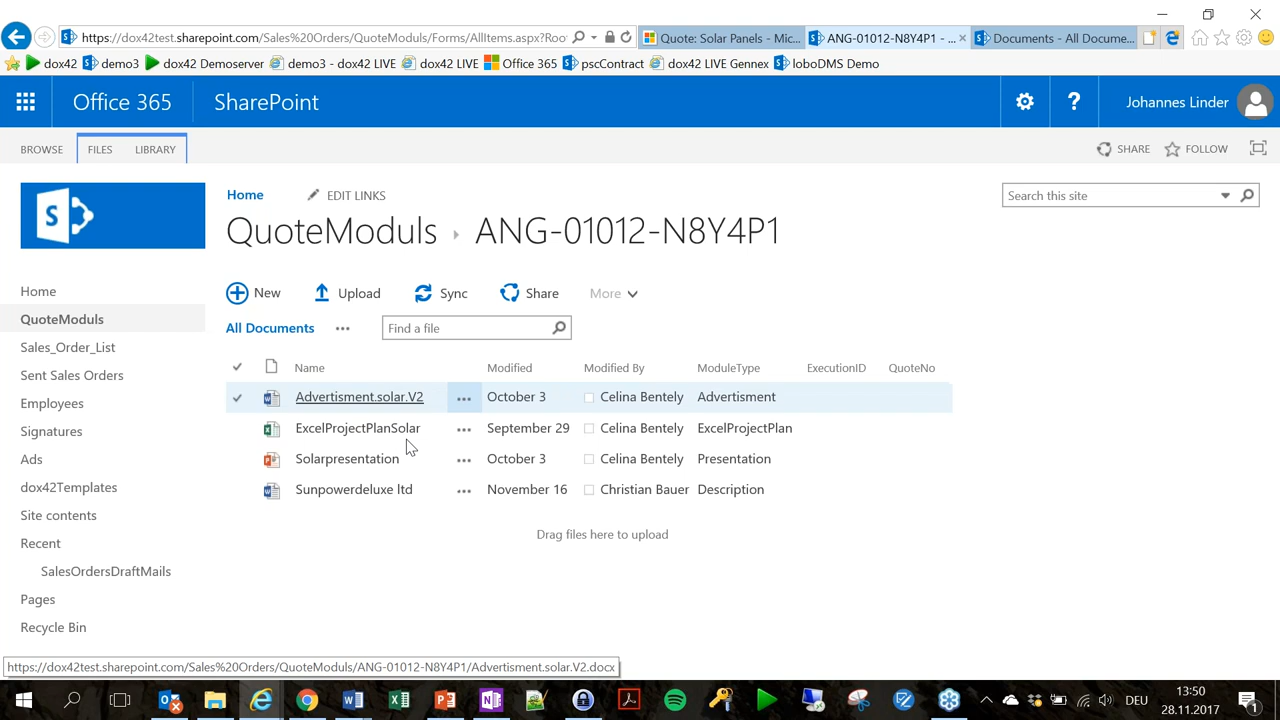 https://dox42test.sharepoint.com/Sales%20Orders/QuoteModuls/Forms/AllItems.aspx?Roo
Quote: Solar Panels - Mic...
ANG-01012-N8Y4P1 - ...
Documents - All Docume...
dox42
demo3
dox42 Demoserver
demo3 - dox42 LIVE
dox42 LIVE
Office 365
pscContract
dox42 LIVE Gennex
loboDMS Demo
Office 365
SharePoint
Johannes Linder
BROWSE
FILES
LIBRARY
SHARE
FOLLOW
Home
EDIT LINKS
Search this site
QuoteModuls ▸ ANG-01012-N8Y4P1
Home
QuoteModuls
Sales_Order_List
Sent Sales Orders
Employees
Signatures
Ads
dox42Templates
Site contents
Recent
SalesOrdersDraftMails
Pages
Recycle Bin
New
Upload
Sync
Share
More
All Documents
Find a file
Name Modified Modified By ModuleType ExecutionID QuoteNo
Advertisment.solar.V2 ... October 3 Celina Bentely Advertisment
ExcelProjectPlanSolar ... September 29 Celina Bentely ExcelProjectPlan
Solarpresentation ... October 3 Celina Bentely Presentation
Sunpowerdeluxe ltd ... November 16 Christian Bauer Description
Drag files here to upload
https://dox42test.sharepoint.com/Sales%20Orders/QuoteModuls/ANG-01012-N8Y4P1/Advertisment.solar.V2.docx
DEU
13:50
28.11.2017
1